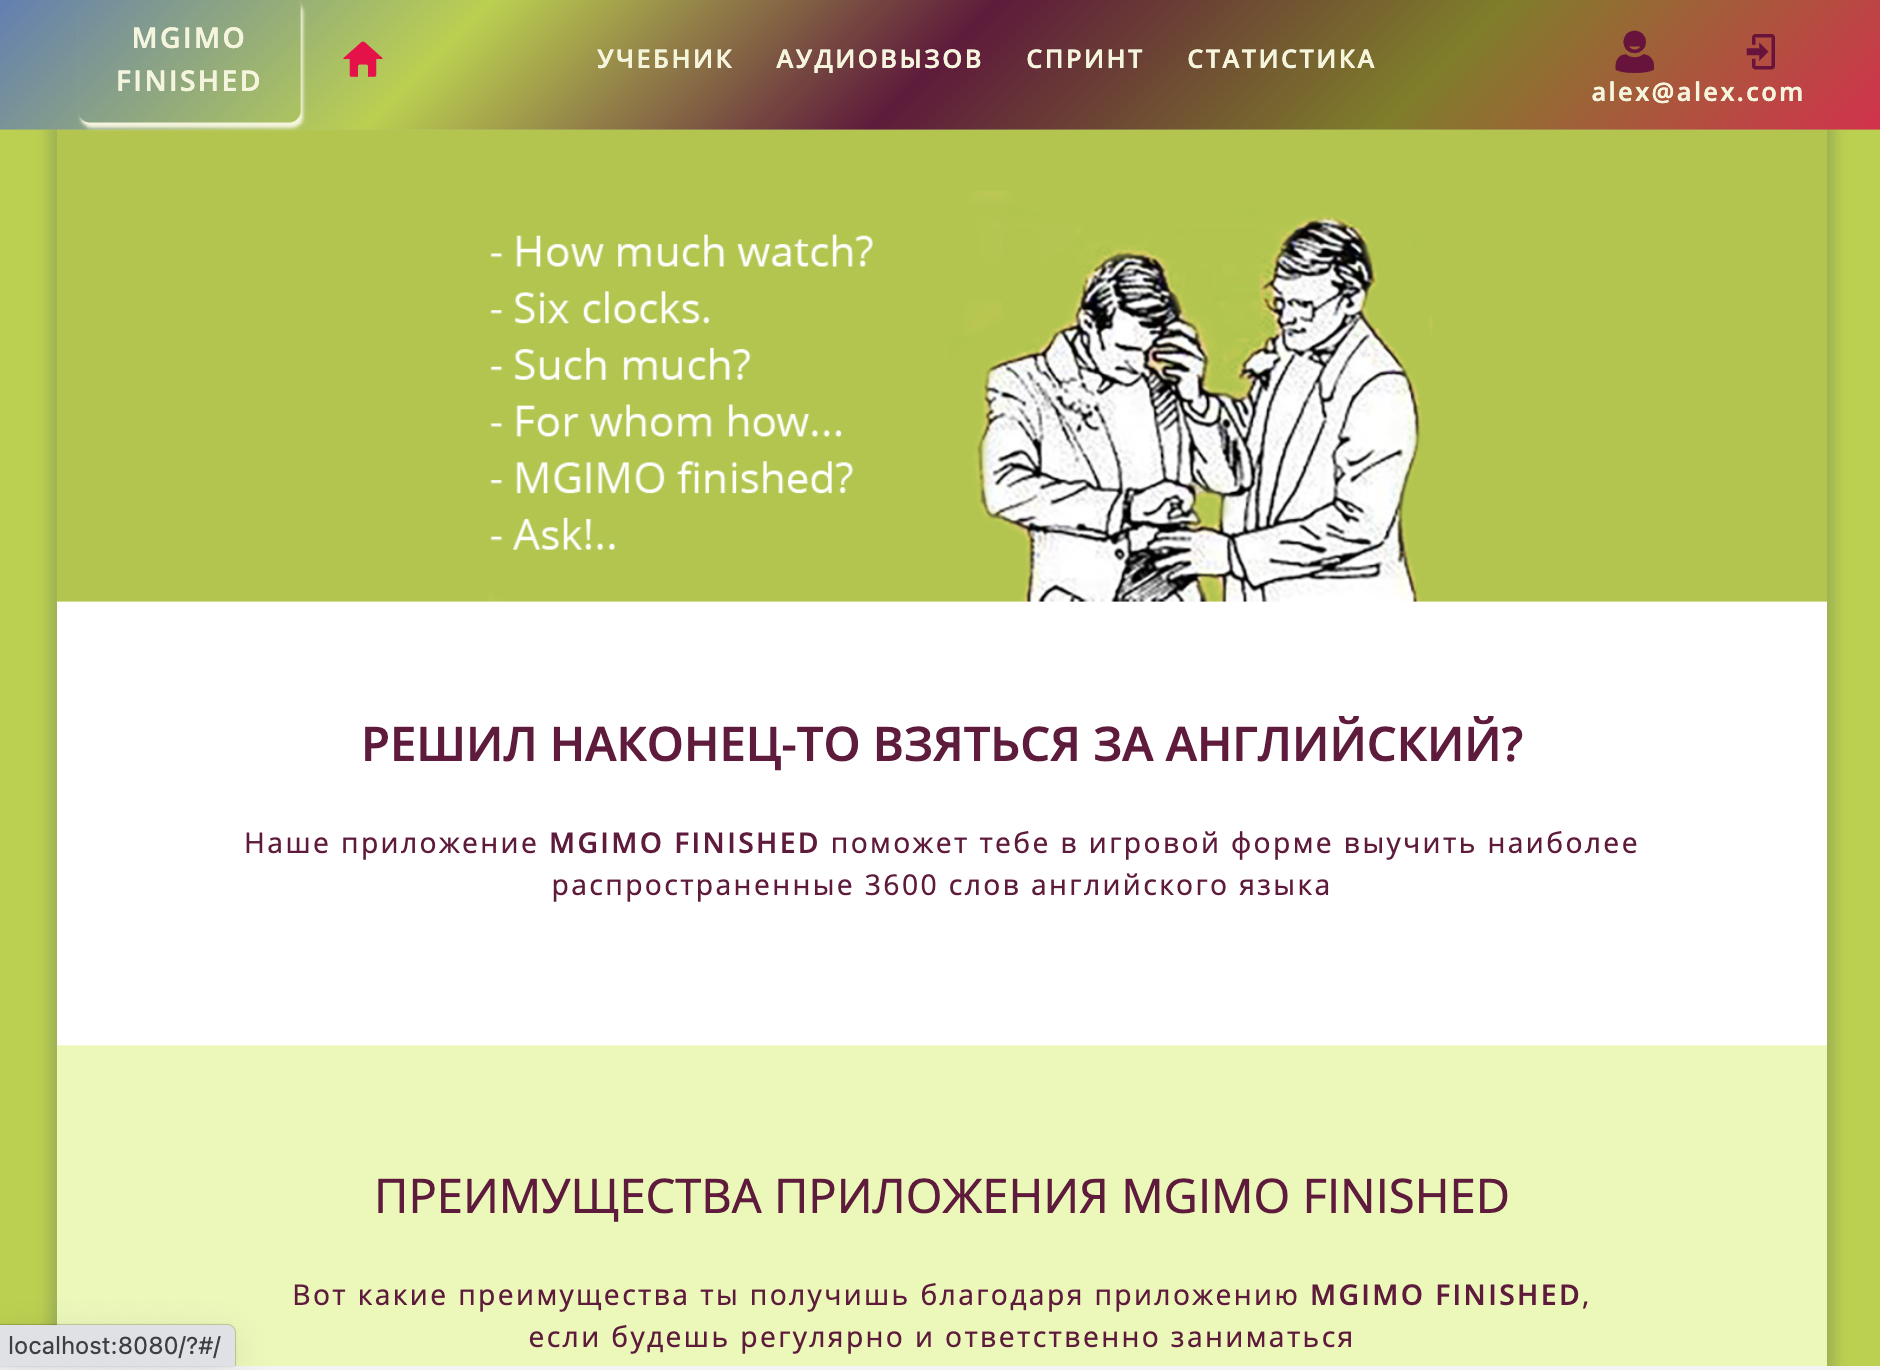 MGIMO
FINISHED
УЧЕБНИК АУДИОВЫЗОВ СПРИНТ СТАТИСТИКА
alex@alex.com
- How much watch?
- Six clocks.
- Such much?
- For whom how...
- MGIMO finished?
- Ask!..
РЕШИЛ НАКОНЕЦ-ТО ВЗЯТЬСЯ ЗА АНГЛИЙСКИЙ?
Наше приложение MGIMO FINISHED поможет тебе в игровой форме выучить наиболее
распространенные 3600 слов английского языка
ПРЕИМУЩЕСТВА ПРИЛОЖЕНИЯ MGIMO FINISHED
Вот какие преимущества ты получишь благодаря приложению MGIMO FINISHED,
если будешь регулярно и ответственно заниматься
localhost:8080/?#/